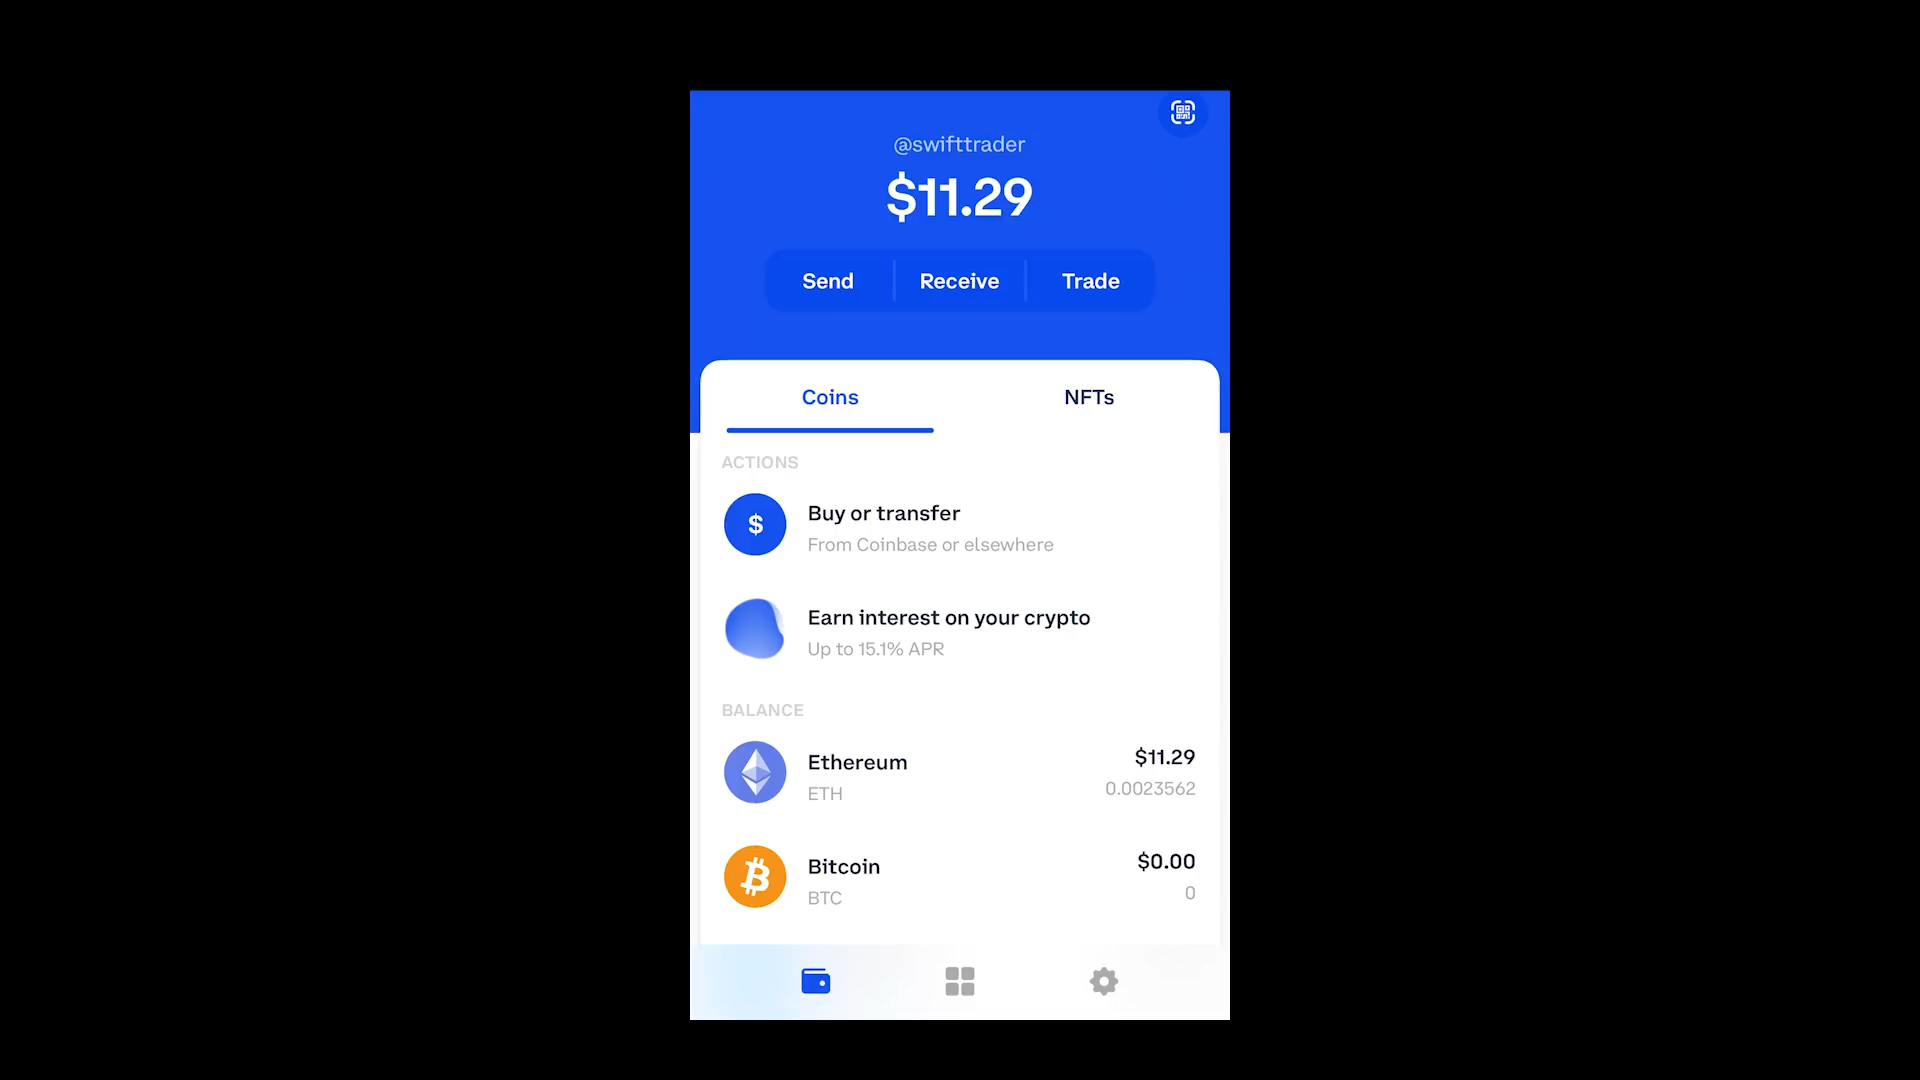 @swifttrader
$11.29
Send Receive Trade
Coins NFTs
ACTIONS
$
Buy or transfer
From Coinbase or elsewhere
Earn interest on your crypto
Up to 15.1% APR
BALANCE
Ethereum $11.29
ETH 0.0023562
Bitcoin $0.00
BTC 0